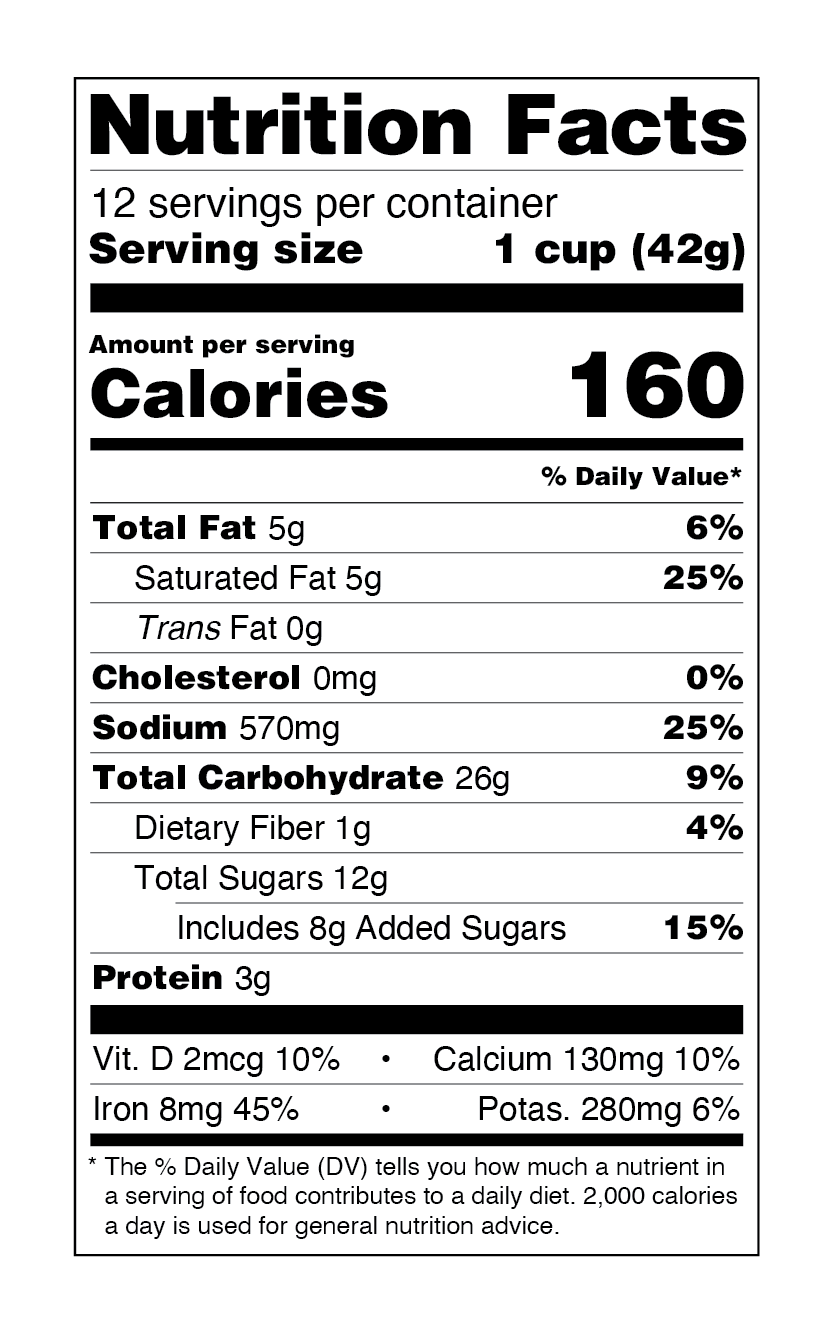 Nutrition Facts
12 servings per container
Serving size 1 cup (42g)
Amount per serving
Calories 160
% Daily Value*
Total Fat 5g 6%
Saturated Fat 5g 25%
Trans Fat 0g
Cholesterol 0mg 0%
Sodium 570mg 25%
Total Carbohydrate 26g 9%
Dietary Fiber 1g 4%
Total Sugars 12g
Includes 8g Added Sugars 15%
Protein 3g
Vit. D 2mcg 10% • Calcium 130mg 10%
Iron 8mg 45% • Potas. 280mg 6%
* The % Daily Value (DV) tells you how much a nutrient in
a serving of food contributes to a daily diet. 2,000 calories
a day is used for general nutrition advice.